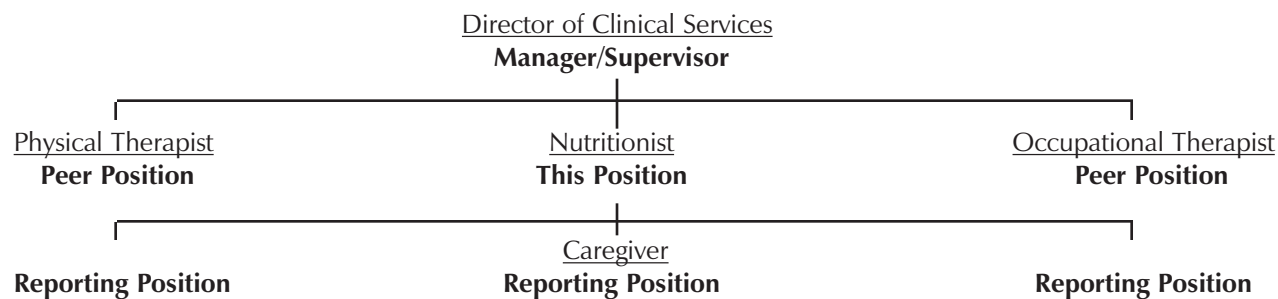 Director of Clinical Services
Manager/Supervisor
Physical Therapist
Peer Position
Nutritionist
This Position
Occupational Therapist
Peer Position
Caregiver
Reporting Position
Reporting Position
Reporting Position